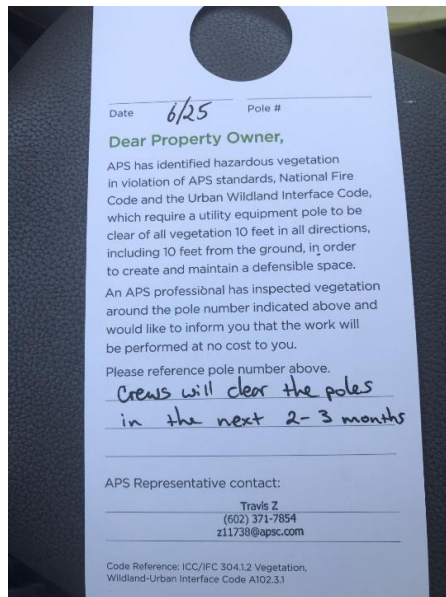 Date 6/25 Pole #
Dear Property Owner,
APS has identified hazardous vegetation
in violation of APS standards, National Fire
Code and the Urban Wildland Interface Code,
which require a utility equipment pole to be
clear of all vegetation 10 feet in all directions,
including 10 feet from the ground, in order
to create and maintain a defensible space.
An APS professional has inspected vegetation
around the pole number indicated above and
would like to inform you that the work will
be performed at no cost to you.
Please reference pole number above.
Crews will clear the poles
in the next 2-3 months
APS Representative contact:
Travis Z
(602) 371-7854
z11738@apsc.com
Code Reference: ICC/IFC 304.1.2 Vegetation,
Wildland-Urban Interface Code A102.3.1